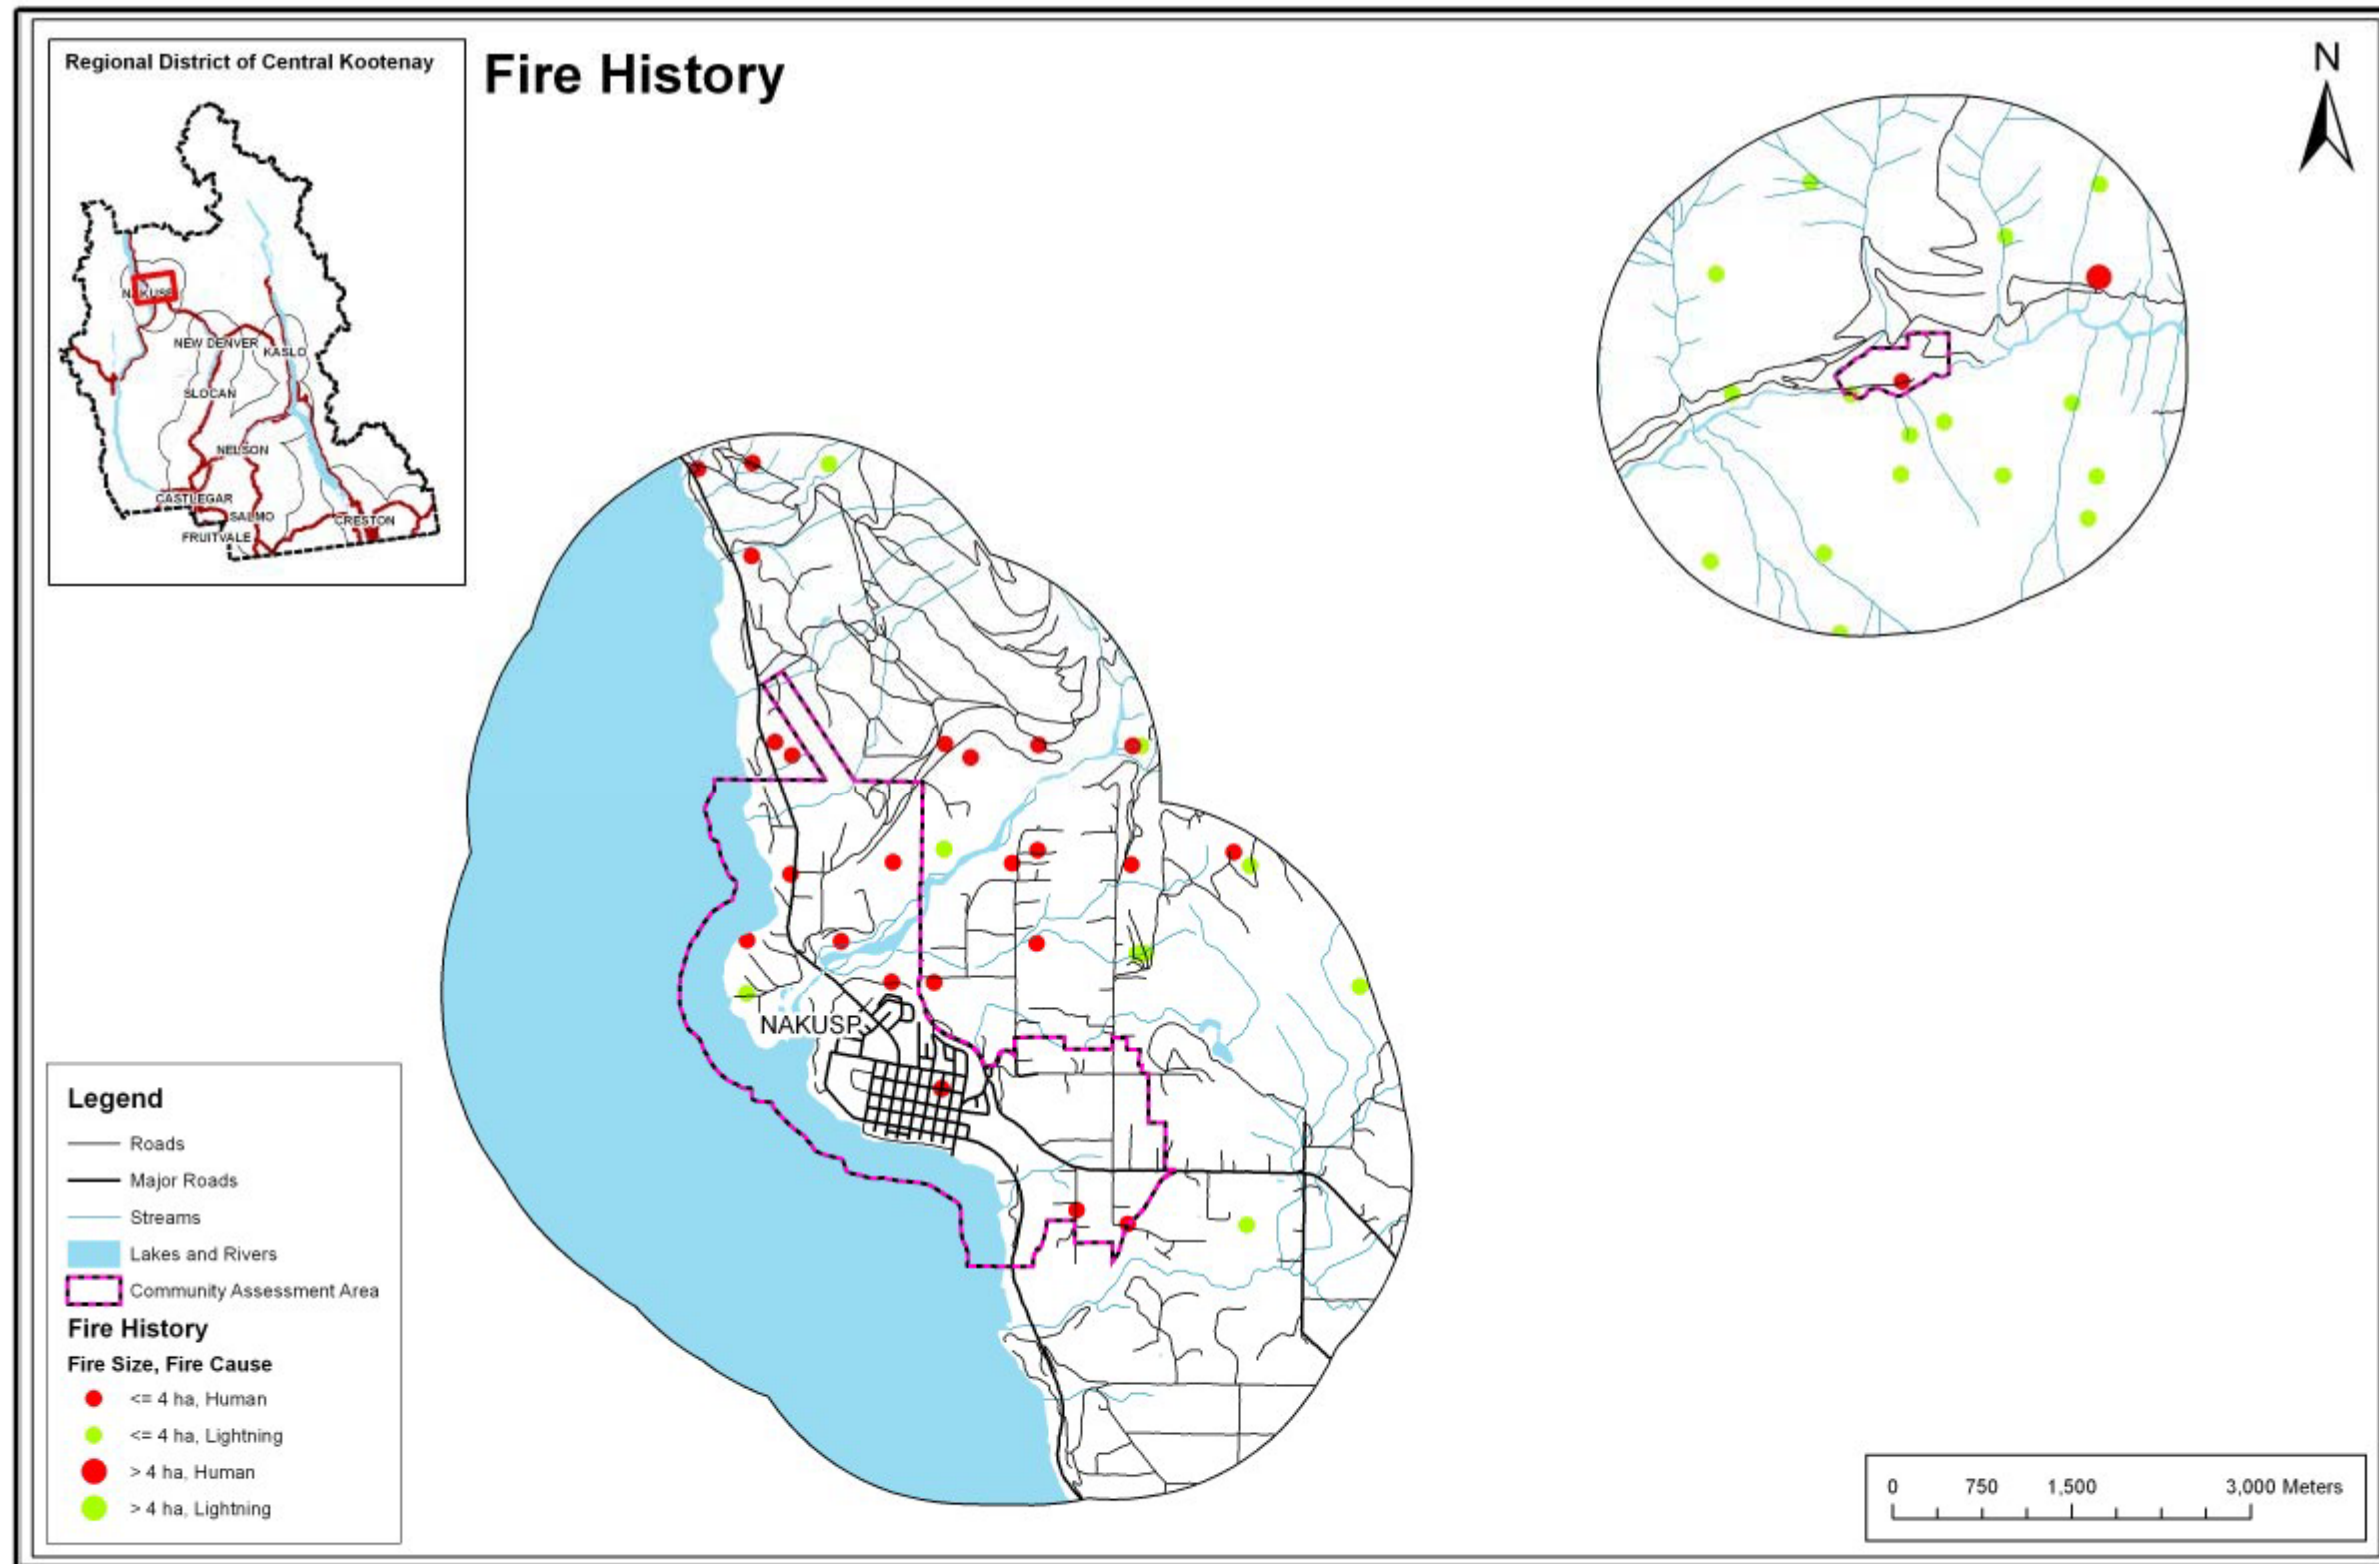 Regional District of Central Kootenay
Fire History
N
NAKUSP
NEW DENVER
KASLO
SLOCAN
NELSON
CASTLEGAR
SALMO
CRESTON
FRUITVALE
NAKUSP
Legend
Roads
Major Roads
Streams
Lakes and Rivers
Community Assessment Area
Fire History
Fire Size, Fire Cause
<= 4 ha, Human
<= 4 ha, Lightning
> 4 ha, Human
> 4 ha, Lightning
0 750 1,500 3,000 Meters